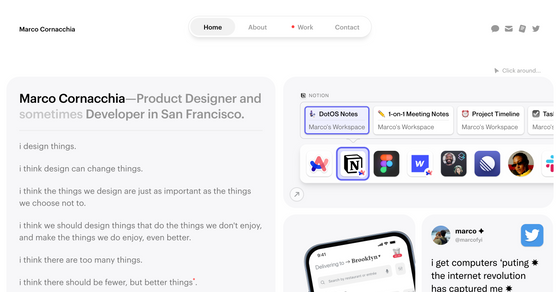 Marco Cornacchia
Home
About
Work
Contact
Click around...
Marco Cornacchia—Product Designer and
sometimes Developer in San Francisco.
i design things.
i think design can change things.
i think the things we design are just as important as the things
we choose not to.
i think we should design things that do the things we don't enjoy,
and make the things we do enjoy, even better.
i think there are too many things.
i think there should be fewer, but better things*.
NOTION
DotOS Notes
Marco's Workspace
1-on-1 Meeting Notes
Marco's Workspace
Project Timeline
Marco's Workspace
Tas
Marco's
9:41
Delivering to → Brooklyn
marco
@marcofyi
i get computers 'puting ✸
the internet revolution
has captured me ✸